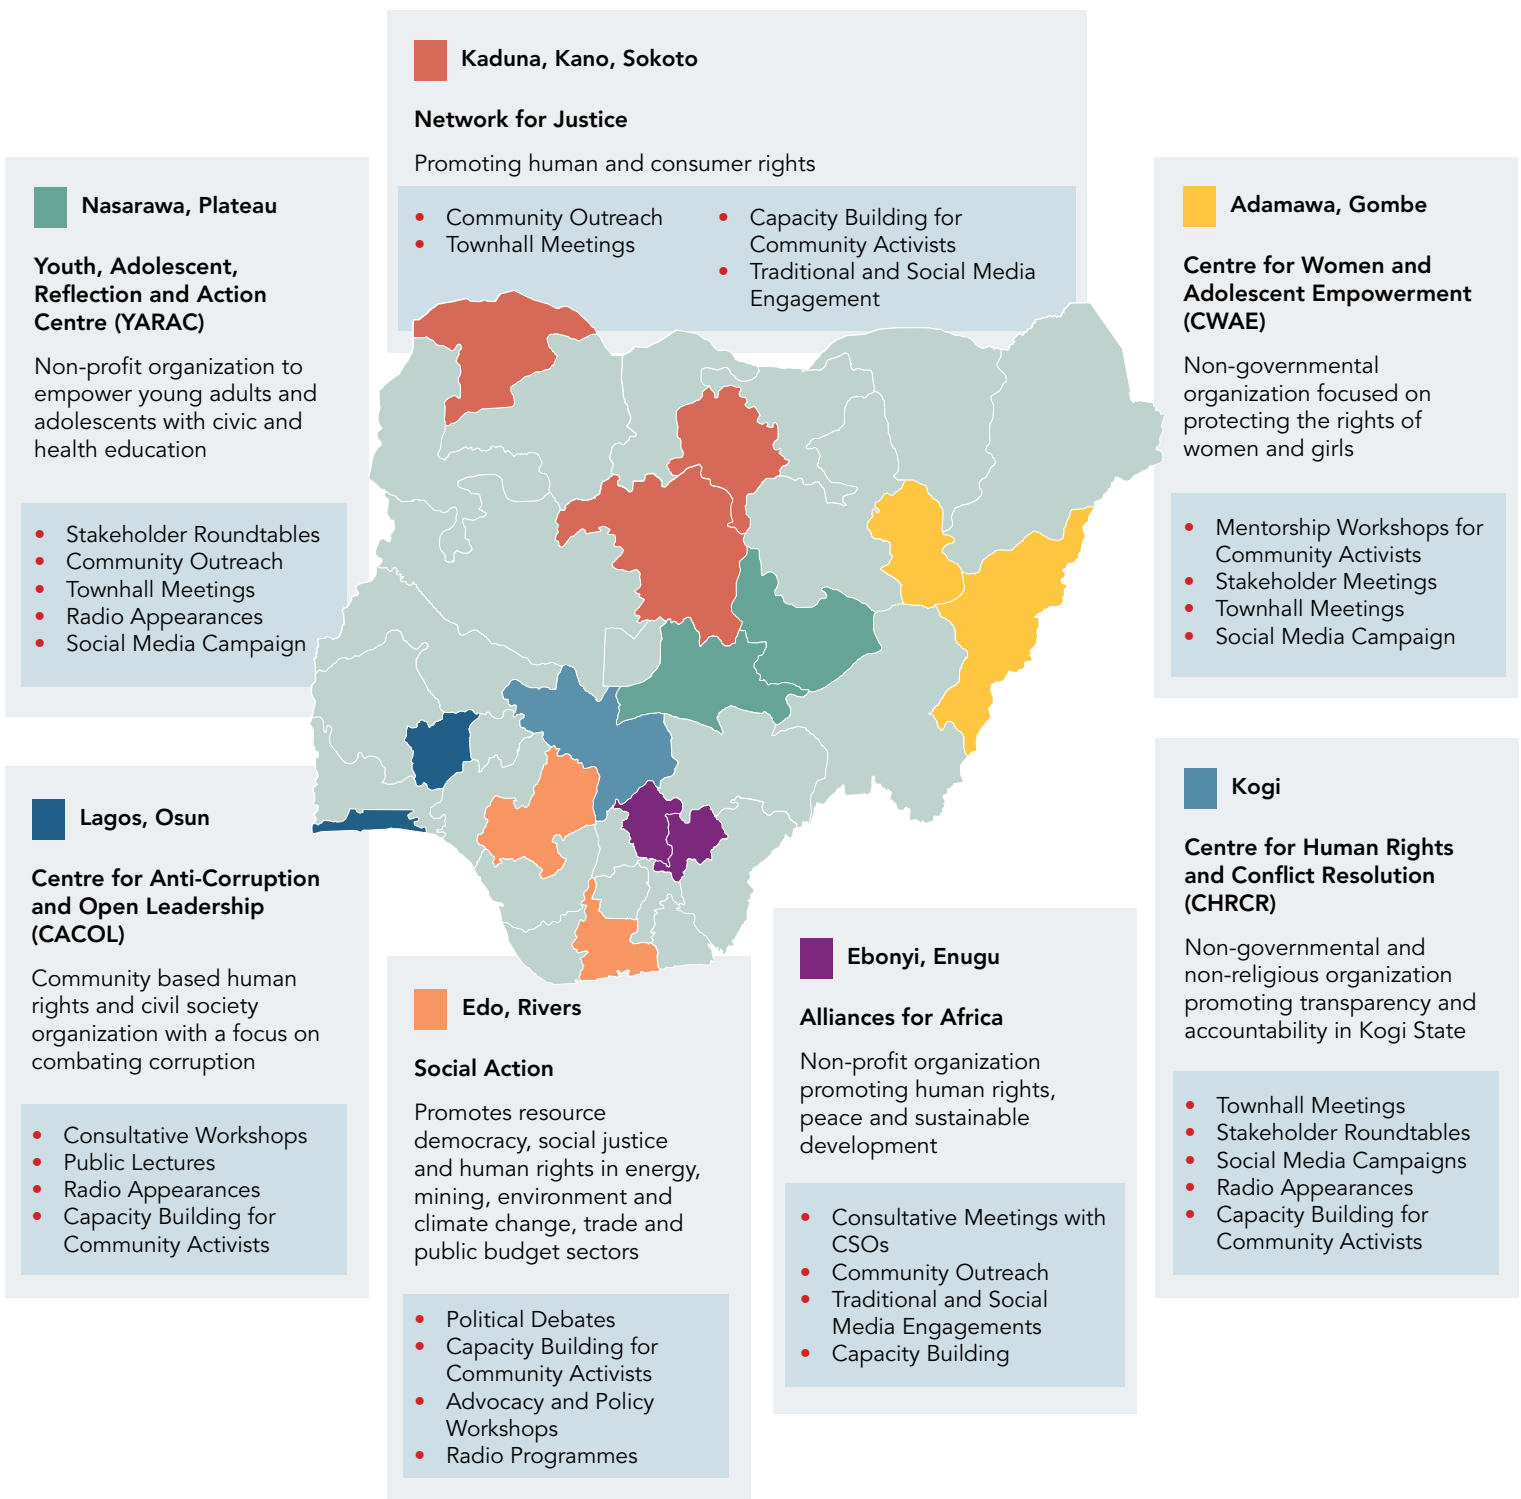 Kaduna, Kano, Sokoto
Network for Justice
Promoting human and consumer rights
• Community Outreach
• Townhall Meetings
• Capacity Building for
Community Activists
• Traditional and Social Media
Engagement
Nasarawa, Plateau
Youth, Adolescent,
Reflection and Action
Centre (YARAC)
Non-profit organization to
empower young adults and
adolescents with civic and
health education
• Stakeholder Roundtables
• Community Outreach
• Townhall Meetings
• Radio Appearances
• Social Media Campaign
Adamawa, Gombe
Centre for Women and
Adolescent Empowerment
(CWAE)
Non-governmental
organization focused on
protecting the rights of
women and girls
• Mentorship Workshops for
Community Activists
• Stakeholder Meetings
• Townhall Meetings
• Social Media Campaign
Lagos, Osun
Centre for Anti-Corruption
and Open Leadership
(CACOL)
Community based human
rights and civil society
organization with a focus on
combating corruption
• Consultative Workshops
• Public Lectures
• Radio Appearances
• Capacity Building for
Community Activists
Edo, Rivers
Social Action
Promotes resource
democracy, social justice
and human rights in energy,
mining, environment and
climate change, trade and
public budget sectors
• Political Debates
• Capacity Building for
Community Activists
• Advocacy and Policy
Workshops
• Radio Programmes
Ebonyi, Enugu
Alliances for Africa
Non-profit organization
promoting human rights,
peace and sustainable
development
• Consultative Meetings with
CSOs
• Community Outreach
• Traditional and Social
Media Engagements
• Capacity Building
Kogi
Centre for Human Rights
and Conflict Resolution
(CHRCR)
Non-governmental and
non-religious organization
promoting transparency and
accountability in Kogi State
• Townhall Meetings
• Stakeholder Roundtables
• Social Media Campaigns
• Radio Appearances
• Capacity Building for
Community Activists